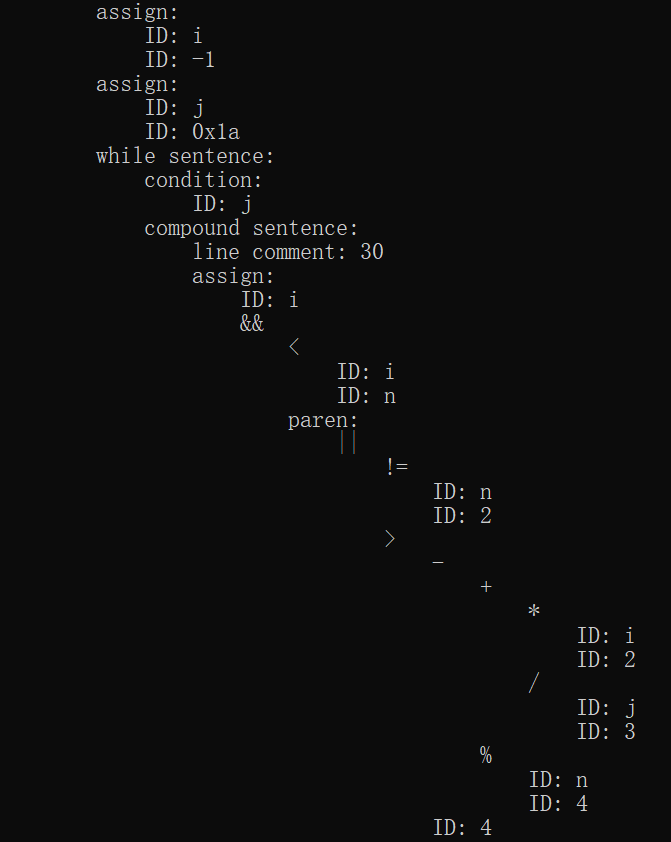 assign:
ID: i
ID: -1
assign:
ID: j
ID: 0x1a
while sentence:
condition:
ID: j
compound sentence:
line comment: 30
assign:
ID: i
&&
<
ID: i
ID: n
paren:
||
!=
ID: n
ID: 2
>
-
+
*
ID: i
ID: 2
/
ID: j
ID: 3
%
ID: n
ID: 4
ID: 4